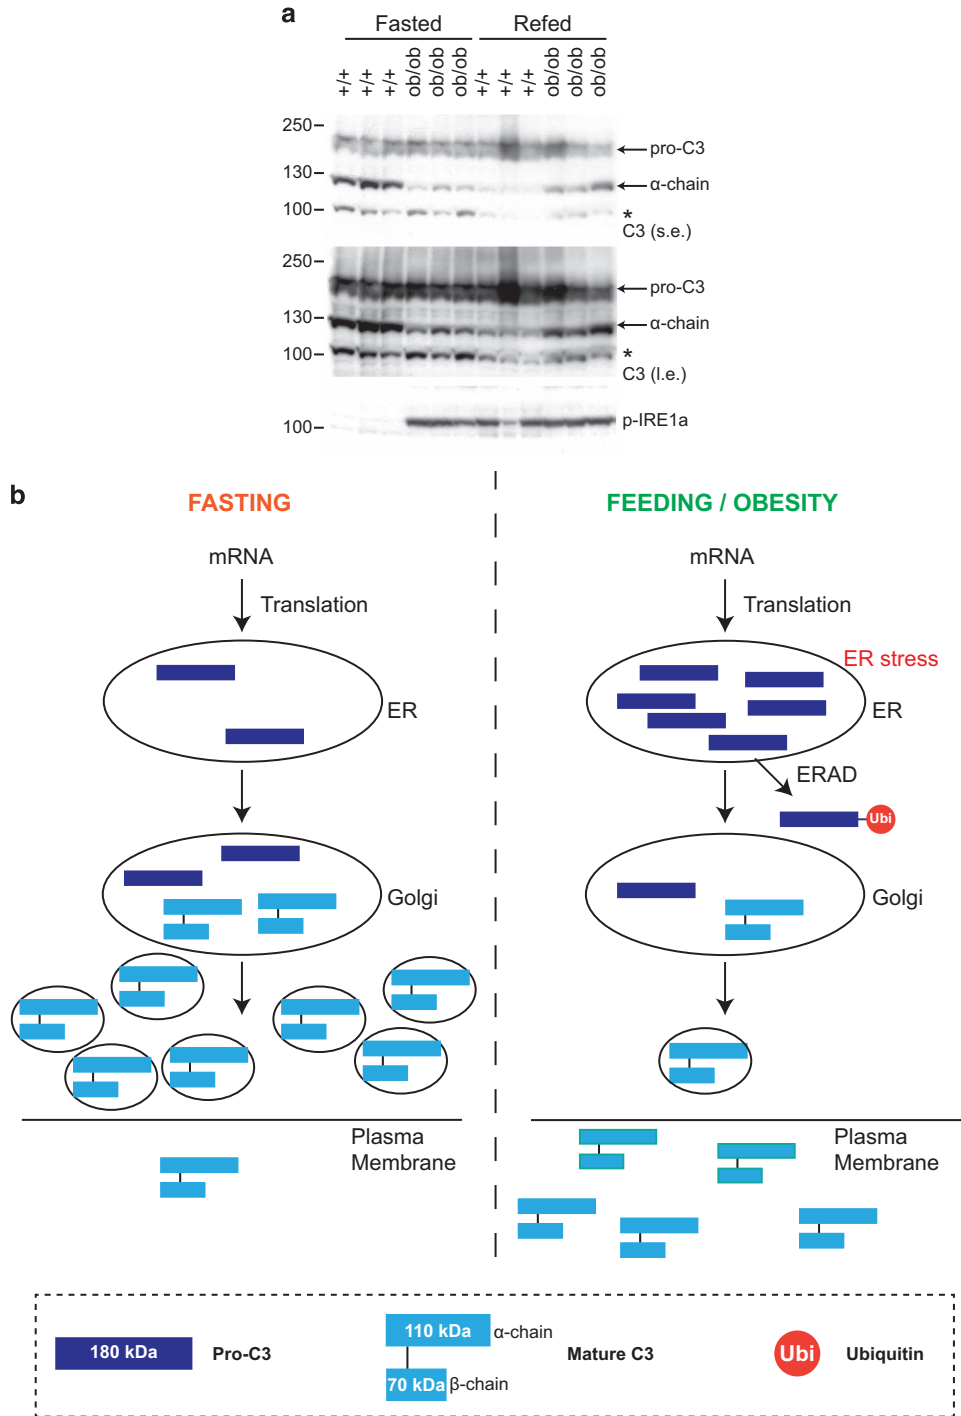 a
Fasted Refed
+/+ +/+ +/+ ob/ob ob/ob ob/ob +/+ +/+ +/+ ob/ob ob/ob ob/ob
250
pro-C3
130
α-chain
100
*
C3 (s.e.)
250
pro-C3
130
α-chain
100
*
C3 (l.e.)
100
p-IRE1a
b
FASTING
mRNA
Translation
ER
Golgi
Plasma
Membrane
FEEDING / OBESITY
mRNA
Translation
ER stress
ER
ERAD
Ubi
Golgi
Plasma
Membrane
180 kDa Pro-C3
110 kDa α-chain
70 kDa β-chain
Mature C3
Ubi Ubiquitin